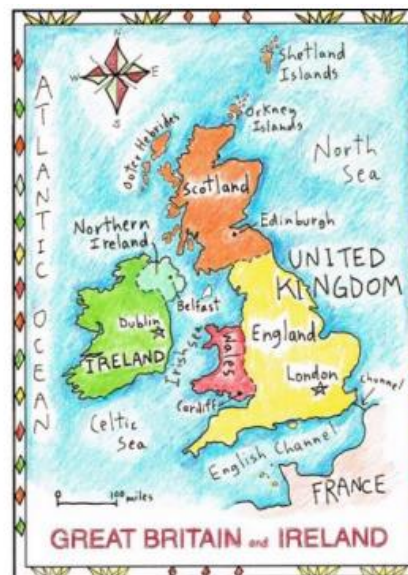 N
W
E
S
Shetland
Islands
Orkney
Islands
Outer Hebrides
ATLANTIC OCEAN
North
Sea
Scotland
Edinburgh
Northern
Ireland
UNITED
KINGDOM
Belfast
Dublin
IRELAND
Irish Sea
Wales
England
London
Channel
Cardiff
Celtic
Sea
English Channel
100 miles
FRANCE
GREAT BRITAIN and IRELAND